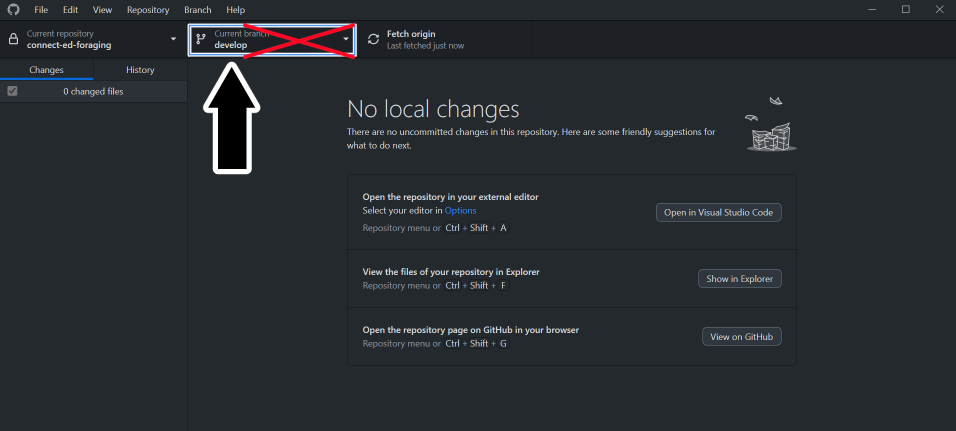 File Edit View Repository Branch Help
Current repository
connect-ed-foraging
Current branch
develop
Fetch origin
Last fetched just now
Changes History
0 changed files
No local changes
There are no uncommitted changes in this repository. Here are some friendly suggestions for
what to do next.
Open the repository in your external editor
Select your editor in Options
Repository menu or Ctrl + Shift + A
Open in Visual Studio Code
View the files of your repository in Explorer
Repository menu or Ctrl + Shift + F
Show in Explorer
Open the repository page on GitHub in your browser
Repository menu or Ctrl + Shift + G
View on GitHub